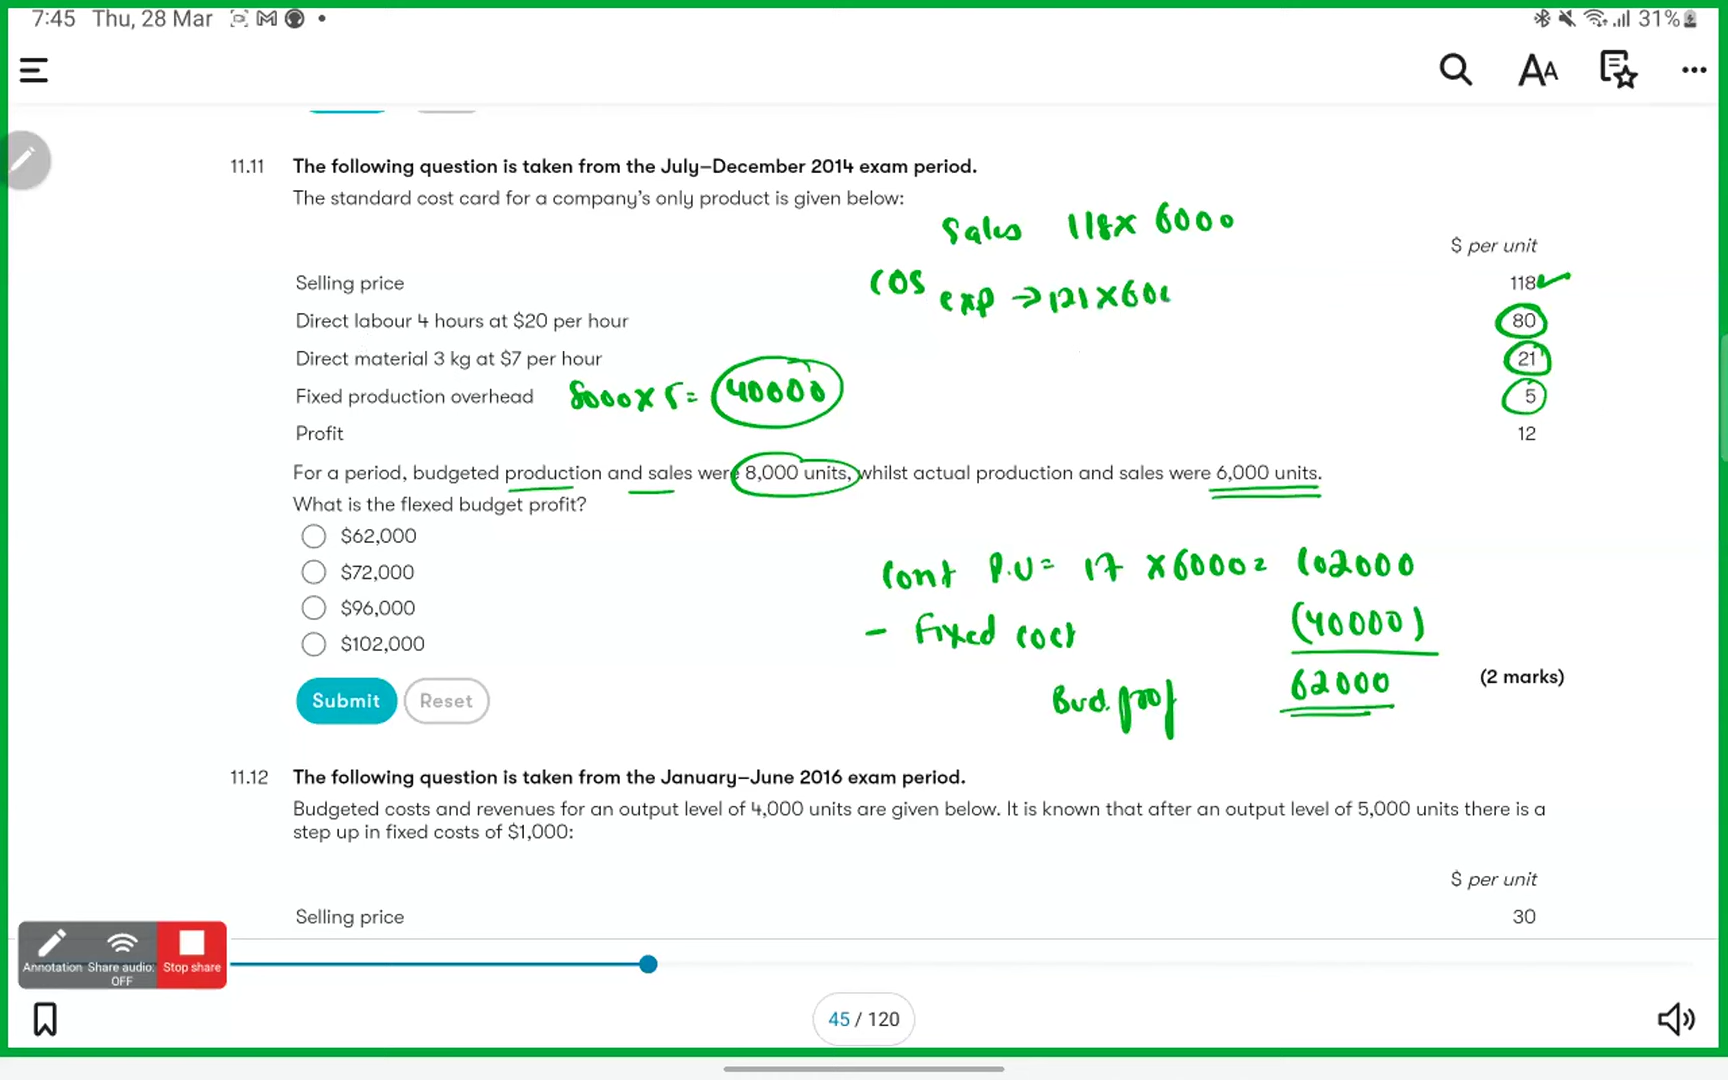 7:45 Thu, 28 Mar
31%
AA
11.11 The following question is taken from the July–December 2014 exam period.
The standard cost card for a company's only product is given below:
Sales 118 x 6000
$ per unit
Selling price 118
COS
exp → 121 x 600
Direct labour 4 hours at $20 per hour 80
Direct material 3 kg at $7 per hour 21
Fixed production overhead 8000 x 5 = 40000 5
Profit 12
For a period, budgeted production and sales were 8,000 units, whilst actual production and sales were 6,000 units.
What is the flexed budget profit?
$62,000
$72,000
$96,000
$102,000
Cont P.U = 17 x 6000 = 102000
- Fixed cost (40000)
Bud. prof 62000
(2 marks)
Submit Reset
11.12 The following question is taken from the January–June 2016 exam period.
Budgeted costs and revenues for an output level of 4,000 units are given below. It is known that after an output level of 5,000 units there is a
step up in fixed costs of $1,000:
$ per unit
Selling price 30
Annotation Share audio: OFF Stop share
45 / 120